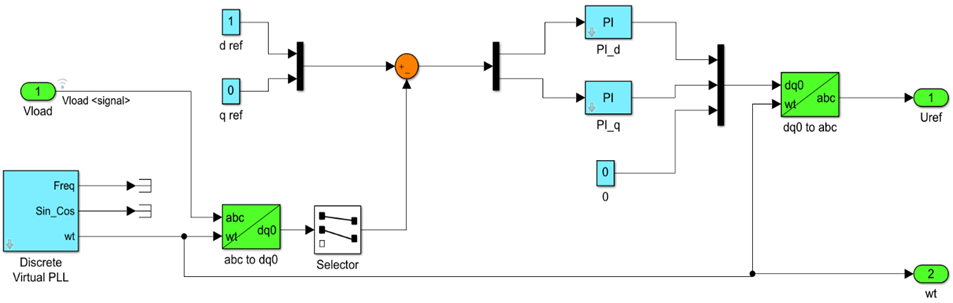 1
d ref
0
q ref
1
Vload
Vload <signal>
Freq
Sin_Cos
wt
Discrete
Virtual PLL
abc
wt
dq0
abc to dq0
Selector
+
-
PI
PI_d
PI
PI_q
0
0
dq0
wt
abc
dq0 to abc
1
Uref
2
wt